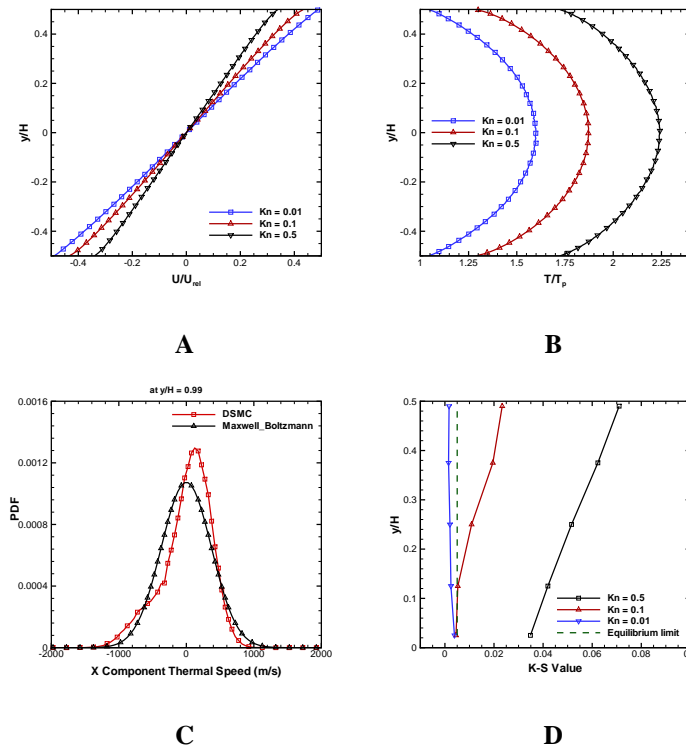 y/H
0.4
0.2
0
-0.2
-0.4
-0.4
-0.2
0
0.2
0.4
U/U_rel
Kn = 0.01
Kn = 0.1
Kn = 0.5
A
y/H
0.4
0.2
0
-0.2
-0.4
1
1.25
1.5
1.75
2
2.25
T/T_p
Kn = 0.01
Kn = 0.1
Kn = 0.5
B
at y/H = 0.99
PDF
0.0016
0.0012
0.0008
0.0004
0
-2000
-1000
0
1000
2000
X Component Thermal Speed (m/s)
DSMC
Maxwell_Boltzmann
C
y/H
0.5
0.4
0.3
0.2
0.1
0
0
0.02
0.04
0.06
0.08
K-S Value
Kn = 0.5
Kn = 0.1
Kn = 0.01
Equilibrium limit
D